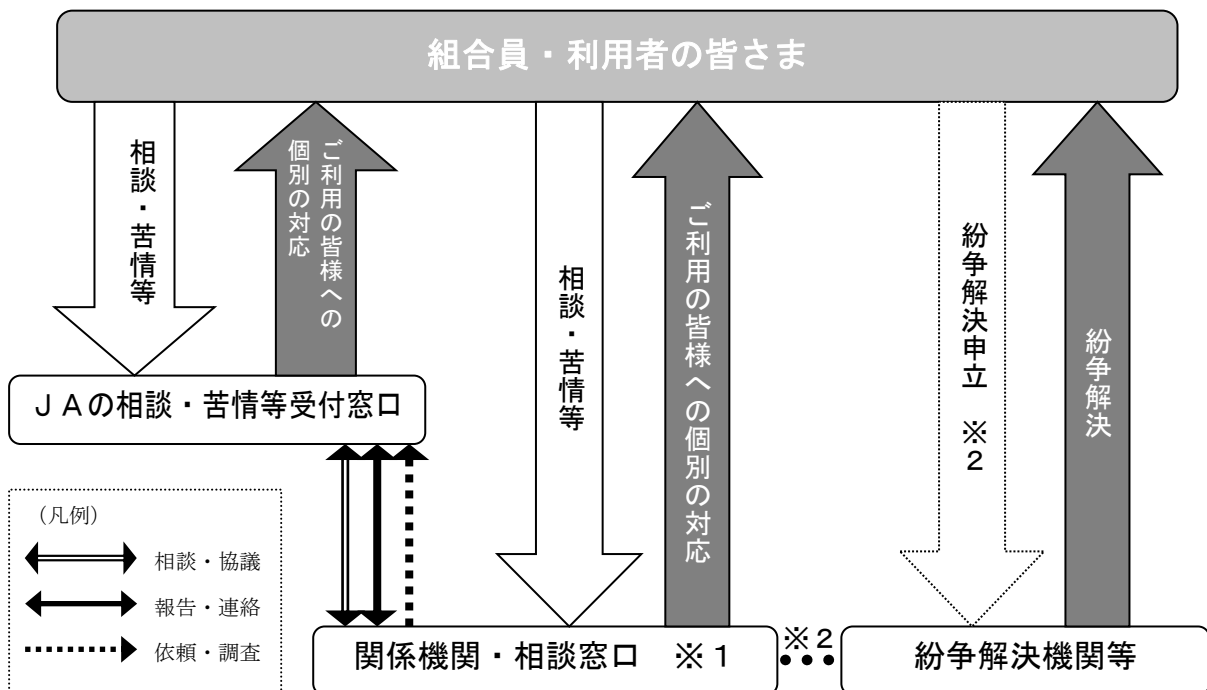 組合員・利用者の皆さま
相談・苦情等
ご利用の皆様への
個別の対応
相談・苦情等
ご利用の皆様への個別の対応
紛争解決申立 ※2
紛争解決
JAの相談・苦情等受付窓口
(凡例)
相談・協議
報告・連絡
依頼・調査
関係機関・相談窓口 ※1
※2
紛争解決機関等